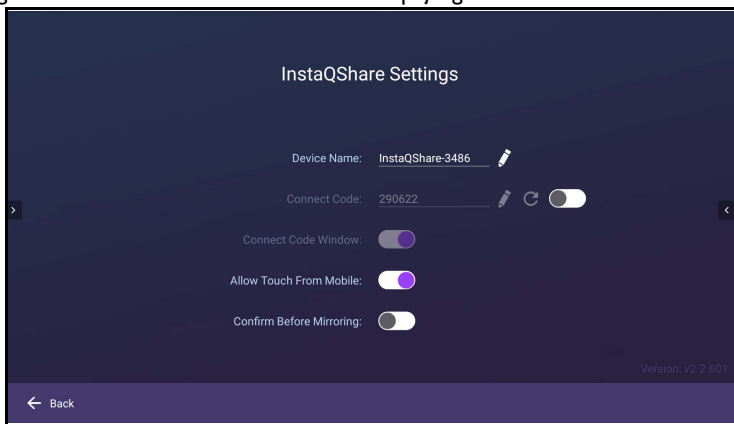 InstaQShare Settings
Device Name: InstaQShare-3486
Connect Code: 290622
Connect Code Window:
Allow Touch From Mobile:
Confirm Before Mirroring:
Version: v2.2.601
Back